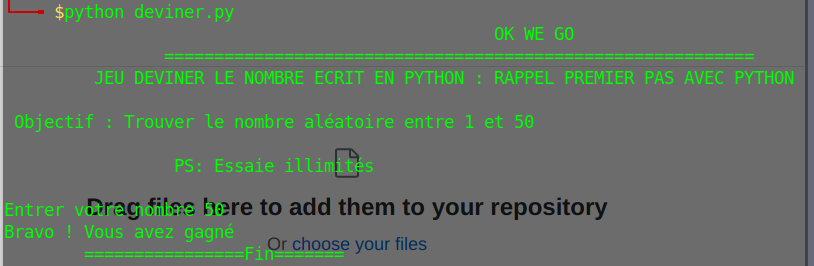 $python deviner.py
OK WE GO
===========================================================
JEU DEVINER LE NOMBRE ECRIT EN PYTHON : RAPPEL PREMIER PAS AVEC PYTHON
Objectif : Trouver le nombre aléatoire entre 1 et 50
PS: Essaie illimités
Drag files here to add them to your repository
Entrer votre nombre 50
Bravo ! Vous avez gagné
Or choose your files
================Fin=======